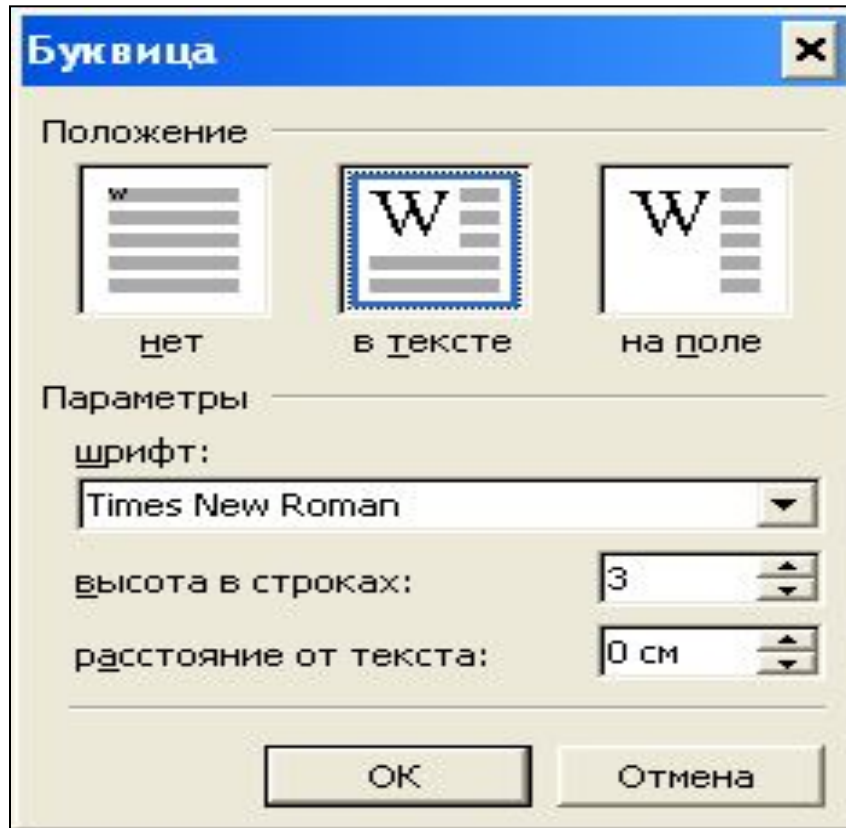 Буквица
Положение
w
W
W
нет
в тексте
на поле
Параметры
шрифт:
Times New Roman
высота в строках:
3
расстояние от текста:
0 см
ОК
Отмена